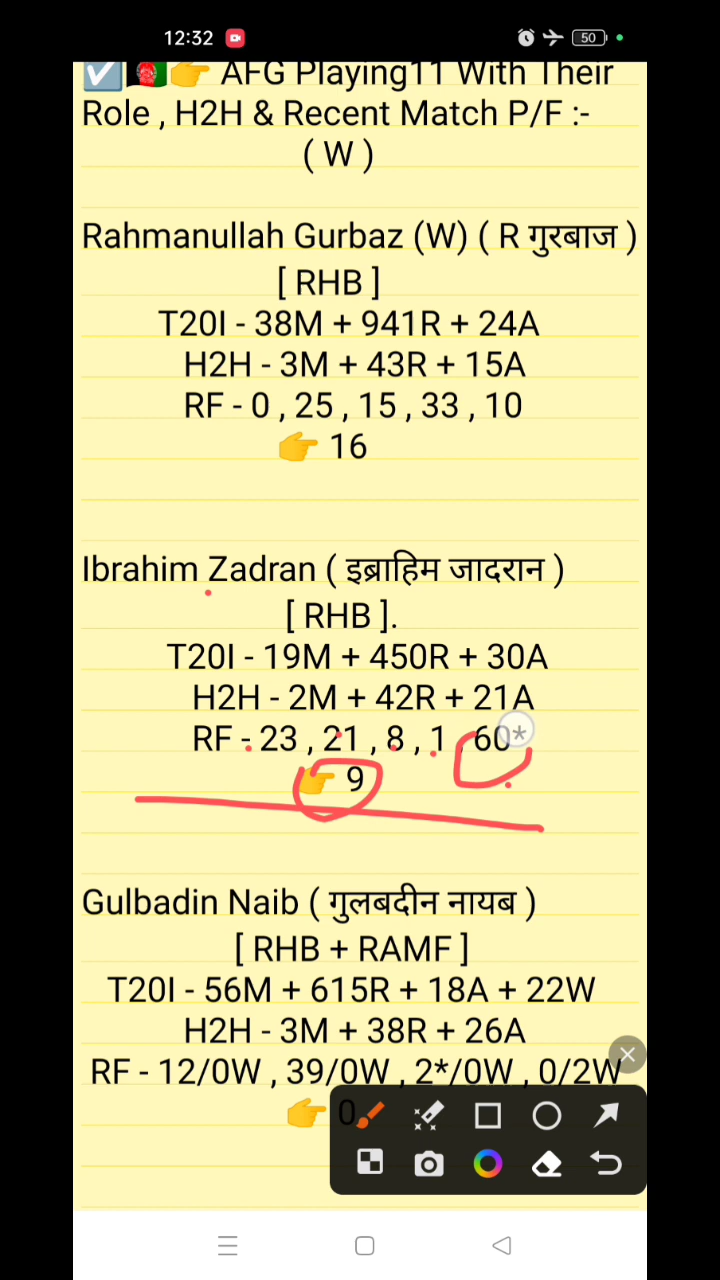 12:32
50
AFG Playing11 With Their
Role , H2H & Recent Match P/F :-
( W )
Rahmanullah Gurbaz (W) ( R गुरबाज )
[ RHB ]
T20I - 38M + 941R + 24A
H2H - 3M + 43R + 15A
RF - 0 , 25 , 15 , 33 , 10
👉 16
Ibrahim Zadran ( इब्राहिम जादरान )
[ RHB ].
T20I - 19M + 450R + 30A
H2H - 2M + 42R + 21A
RF - 23 , 21 , 8 , 1 , 60*
👉 9
Gulbadin Naib ( गुलबदीन नायब )
[ RHB + RAMF ]
T20I - 56M + 615R + 18A + 22W
H2H - 3M + 38R + 26A
RF - 12/0W , 39/0W , 2*/0W , 0/2W
👉 0